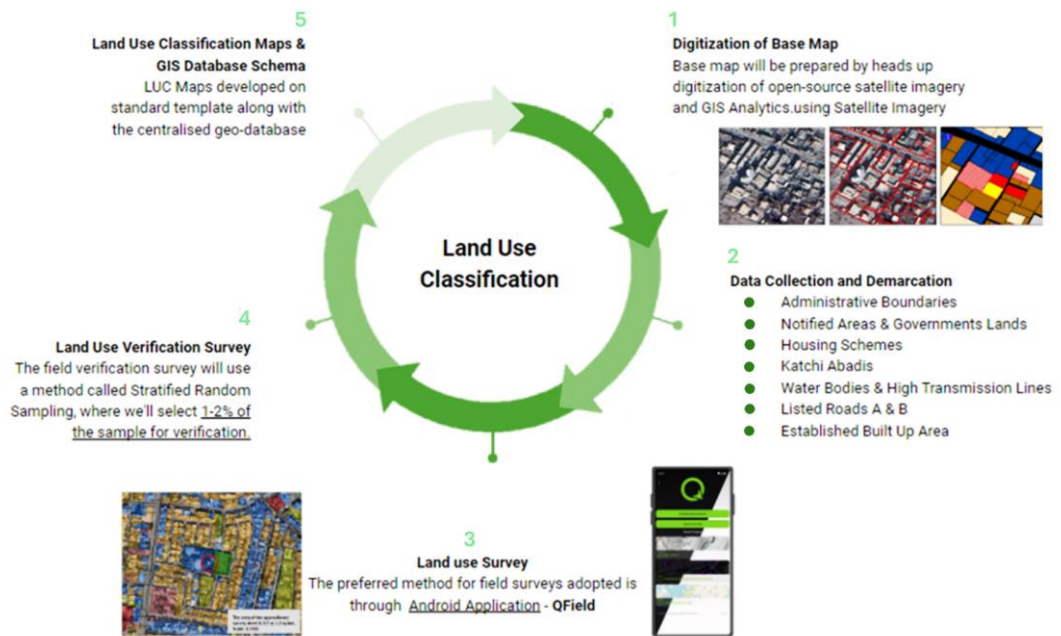 5
Land Use Classification Maps &
GIS Database Schema
LUC Maps developed on
standard template along with
the centralised geo-database
1
Digitization of Base Map
Base map will be prepared by heads up
digitization of open-source satellite imagery
and GIS Analytics.using Satellite Imagery
Land Use
Classification
2
Data Collection and Demarcation
Administrative Boundaries
Notified Areas & Governments Lands
Housing Schemes
Katchi Abadis
Water Bodies & High Transmission Lines
Listed Roads A & B
Established Built Up Area
4
Land Use Verification Survey
The field verification survey will use
a method called Stratified Random
Sampling, where we'll select 1-2% of
the sample for verification.
3
Land use Survey
The preferred method for field surveys adopted is
through Android Application - QField